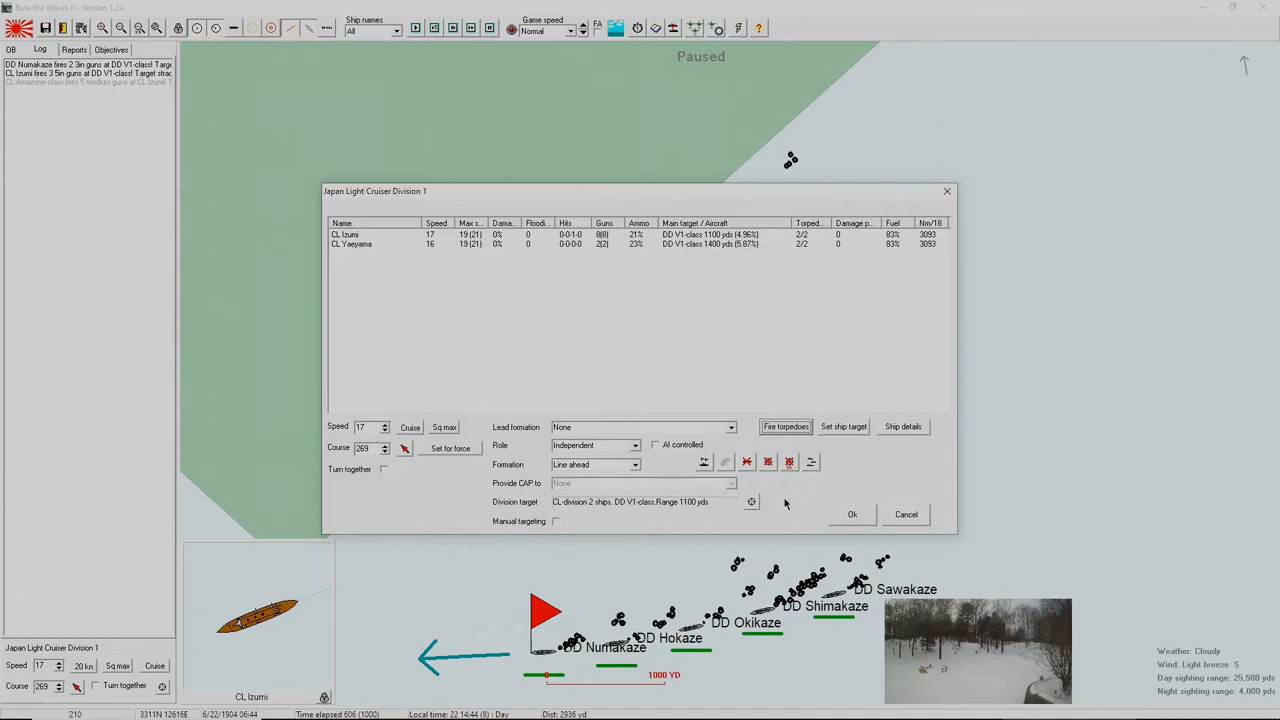 Rule the Waves II - Version 1.24
Ship names
All
Game speed
Normal
FA
OB Log Reports Objectives
DD Numakaze fires 2 3in guns at DD V1-class! Targe
CL Izumi fires 3 5in guns at DD V1-class! Target strac
CL Amazone-class fires 5 medium guns at CL Izumi! 1
Paused
Japan Light Cruiser Division 1
Name Speed Max s... Dama... Floodi... Hits Guns Ammo Main target / Aircraft Torped... Damage p... Fuel Nm/18
CL Izumi 17 19 (21) 0% 0 0-0-1-0 8(8) 21% DD V1-class 1100 yds (4.96%) 2/2 0 83% 3093
CL Yaeyama 16 19 (21) 0% 0 0-0-0-0 2(2) 23% DD V1-class 1400 yds (5.87%) 2/2 0 83% 3093
Speed 17 Cruise Sq max
Course 269 Set for force
Turn together
Lead formation None
Role Independent AI controlled
Formation Line ahead
Provide CAP to None
Division target CL-division 2 ships. DD V1-class.Range 1100 yds
Manual targeting
Fire torpedoes Set ship target Ship details
10
Ok Cancel
DD Sawakaze
DD Shimakaze
DD Okikaze
DD Hokaze
DD Numakaze
0 1000 YD
Weather: Cloudy
Wind: Light breeze S
Day sighting range: 25,500 yds
Night sighting range: 4,000 yds
Japan Light Cruiser Division 1
Speed 17 20 kn Sq max Cruise
Course 269 Turn together
CL Izumi
210 3311N 12616E 6/22/1904 06:44 Time elapsed 606 (1000) Local time: 22 14:44 (8) : Day Dist: 2936 yd